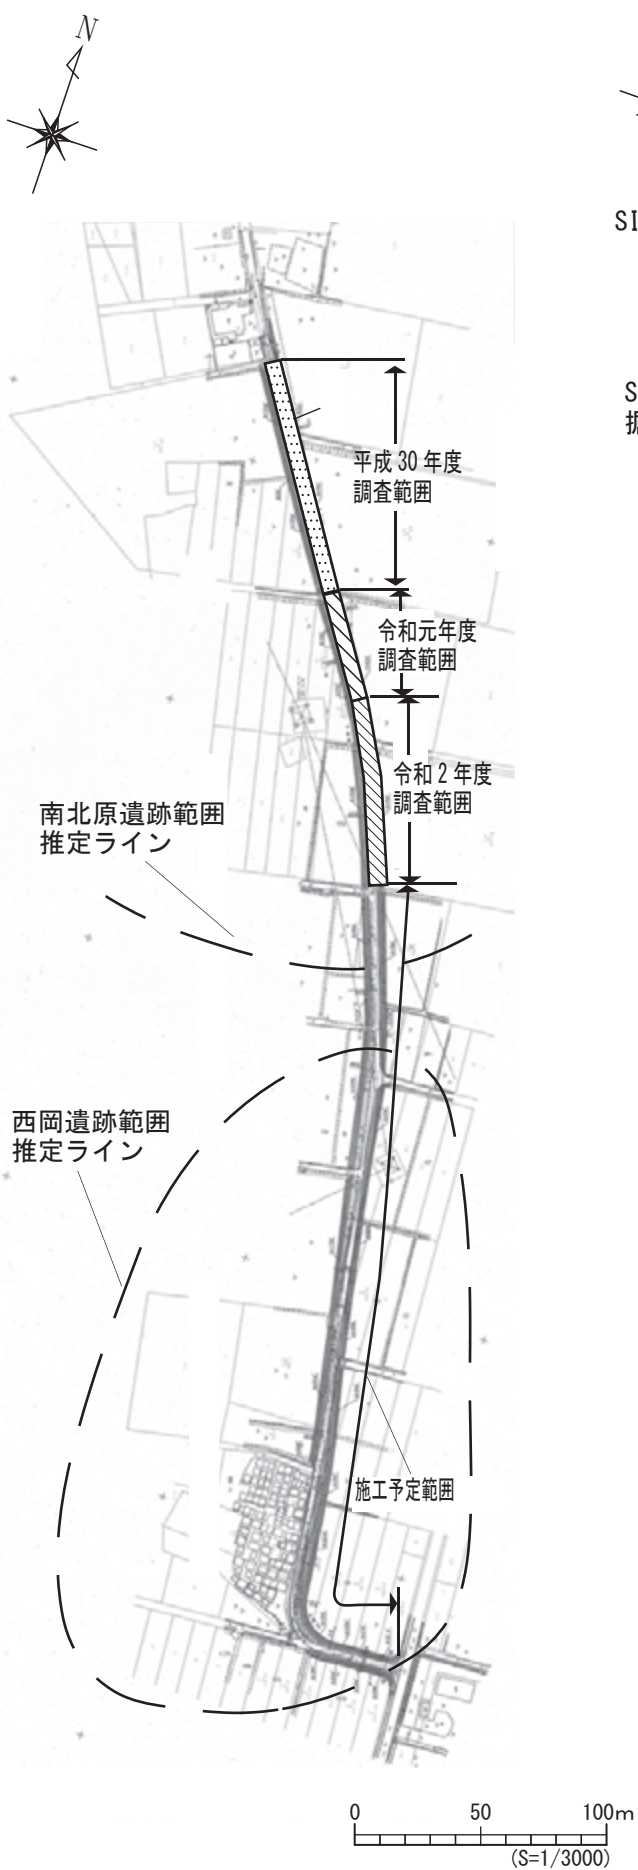 N
SI
S
平成30年度
調査範囲
令和元年度
調査範囲
令和2年度
調査範囲
南北原遺跡範囲
推定ライン
西岡遺跡範囲
推定ライン
施工予定範囲
0 50 100m
(S=1/3000)